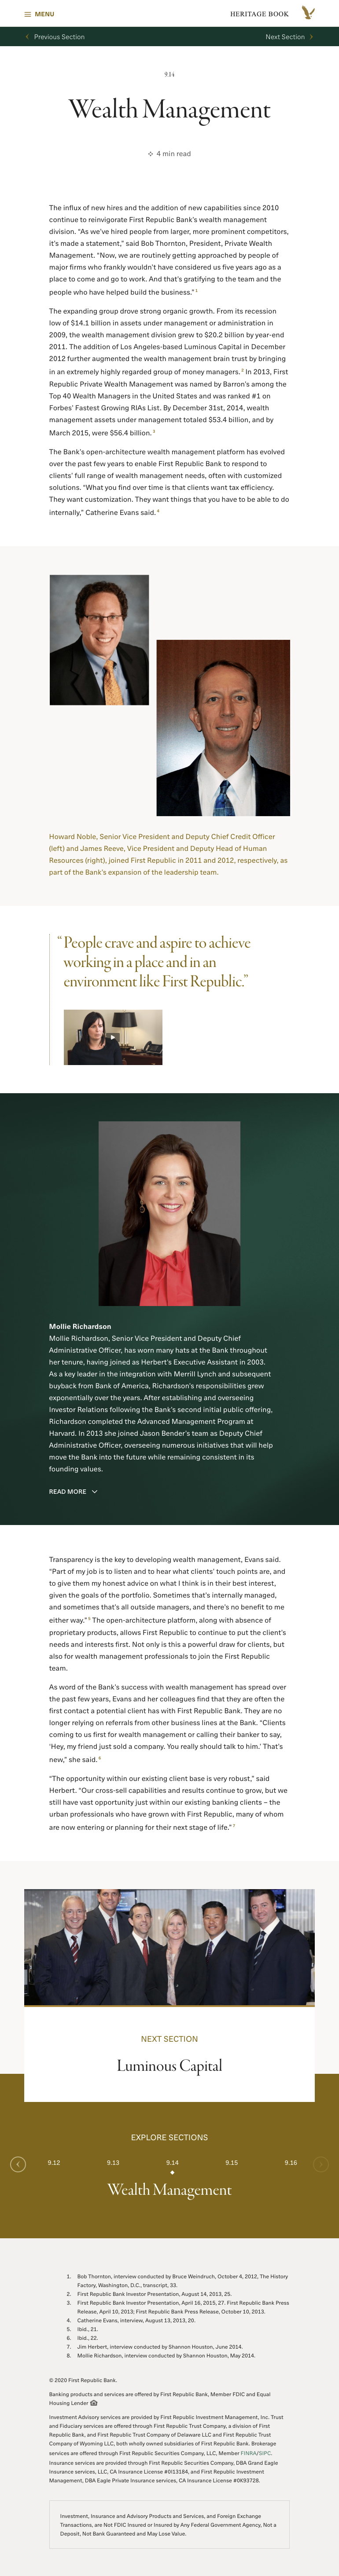 MENU
HERITAGE BOOK
Previous Section
Next Section
9.14
Wealth Management
4 min read
The influx of new hires and the addition of new capabilities since 2010
continue to reinvigorate First Republic Bank's wealth management
division. "As we've hired people from larger, more prominent competitors,
it's made a statement," said Bob Thornton, President, Private Wealth
Management. "Now, we are routinely getting approached by people of
major firms who frankly wouldn't have considered us five years ago as a
place to come and go to work. And that's gratifying to the team and the
people who have helped build the business." 1
The expanding group drove strong organic growth. From its recession
low of $14.1 billion in assets under management or administration in
2009, the wealth management division grew to $20.2 billion by year-end
2011. The addition of Los Angeles-based Luminous Capital in December
2012 further augmented the wealth management brain trust by bringing
in an extremely highly regarded group of money managers. 2 In 2013, First
Republic Private Wealth Management was named by Barron's among the
Top 40 Wealth Managers in the United States and was ranked #1 on
Forbes' Fastest Growing RIAs List. By December 31st, 2014, wealth
management assets under management totaled $53.4 billion, and by
March 2015, were $56.4 billion. 3
The Bank's open-architecture wealth management platform has evolved
over the past few years to enable First Republic Bank to respond to
clients' full range of wealth management needs, often with customized
solutions. "What you find over time is that clients want tax efficiency.
They want customization. They want things that you have to be able to do
internally," Catherine Evans said. 4
Howard Noble, Senior Vice President and Deputy Chief Credit Officer
(left) and James Reeve, Vice President and Deputy Head of Human
Resources (right), joined First Republic in 2011 and 2012, respectively, as
part of the Bank's expansion of the leadership team.
"People crave and aspire to achieve
working in a place and in an
environment like First Republic."
Mollie Richardson
Mollie Richardson, Senior Vice President and Deputy Chief
Administrative Officer, has worn many hats at the Bank throughout
her tenure, having joined as Herbert's Executive Assistant in 2003.
As a key leader in the integration with Merrill Lynch and subsequent
buyback from Bank of America, Richardson's responsibilities grew
exponentially over the years. After establishing and overseeing
Investor Relations following the Bank's second initial public offering,
Richardson completed the Advanced Management Program at
Harvard. In 2013 she joined Jason Bender's team as Deputy Chief
Administrative Officer, overseeing numerous initiatives that will help
move the Bank into the future while remaining consistent in its
founding values.
READ MORE
Transparency is the key to developing wealth management, Evans said.
"Part of my job is to listen and to hear what clients' touch points are, and
to give them my honest advice on what I think is in their best interest,
given the goals of the portfolio. Sometimes that's internally managed,
and sometimes that's all outside managers, and there's no benefit to me
either way." 5 The open-architecture platform, along with absence of
proprietary products, allows First Republic to continue to put the client's
needs and interests first. Not only is this a powerful draw for clients, but
also for wealth management professionals to join the First Republic
team.
As word of the Bank's success with wealth management has spread over
the past few years, Evans and her colleagues find that they are often the
first contact a potential client has with First Republic Bank. They are no
longer relying on referrals from other business lines at the Bank. "Clients
coming to us first for wealth management or calling their banker to say,
'Hey, my friend just sold a company. You really should talk to him.' That's
new," she said. 6
"The opportunity within our existing client base is very robust," said
Herbert. "Our cross-sell capabilities and results continue to grow, but we
still have vast opportunity just within our existing banking clients – the
urban professionals who have grown with First Republic, many of whom
are now entering or planning for their next stage of life." 7
NEXT SECTION
Luminous Capital
EXPLORE SECTIONS
9.12 9.13 9.14 9.15 9.16
Wealth Management
1. Bob Thornton, interview conducted by Bruce Weindruch, October 4, 2012, The History
Factory, Washington, D.C., transcript, 33.
2. First Republic Bank Investor Presentation, August 14, 2013, 25.
3. First Republic Bank Investor Presentation, April 16, 2015, 27. First Republic Bank Press
Release, April 10, 2013; First Republic Bank Press Release, October 10, 2013.
4. Catherine Evans, interview, August 13, 2013, 20.
5. Ibid., 21.
6. Ibid., 22.
7. Jim Herbert, interview conducted by Shannon Houston, June 2014.
8. Mollie Richardson, interview conducted by Shannon Houston, May 2014.
© 2020 First Republic Bank.
Banking products and services are offered by First Republic Bank, Member FDIC and Equal
Housing Lender
Investment Advisory services are provided by First Republic Investment Management, Inc. Trust
and Fiduciary services are offered through First Republic Trust Company, a division of First
Republic Bank, and First Republic Trust Company of Delaware LLC and First Republic Trust
Company of Wyoming LLC, both wholly owned subsidiaries of First Republic Bank. Brokerage
services are offered through First Republic Securities Company, LLC, Member FINRA/SIPC.
Insurance services are provided through First Republic Securities Company, DBA Grand Eagle
Insurance services, LLC, CA Insurance License #0I13184, and First Republic Investment
Management, DBA Eagle Private Insurance services, CA Insurance License #0K93728.
Investment, Insurance and Advisory Products and Services, and Foreign Exchange
Transactions, are Not FDIC Insured or Insured by Any Federal Government Agency, Not a
Deposit, Not Bank Guaranteed and May Lose Value.